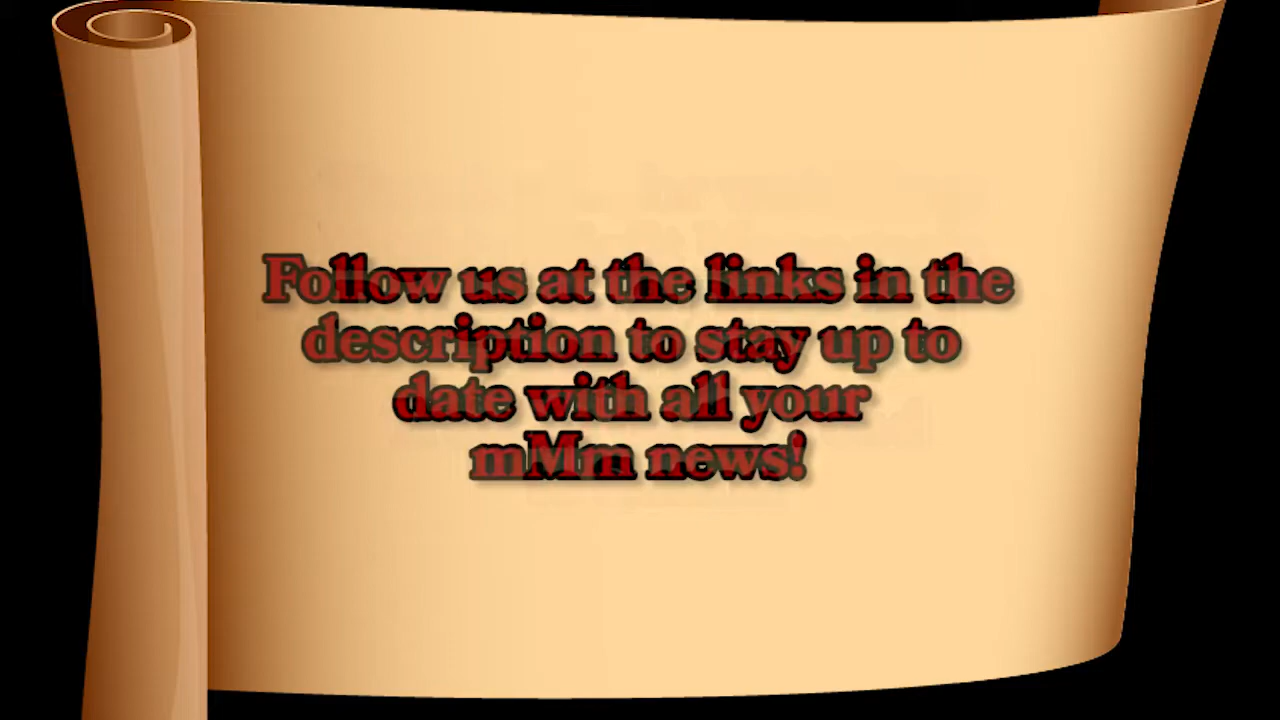 Follow us at the links in the
description to stay up to
date with all your
mMm news!